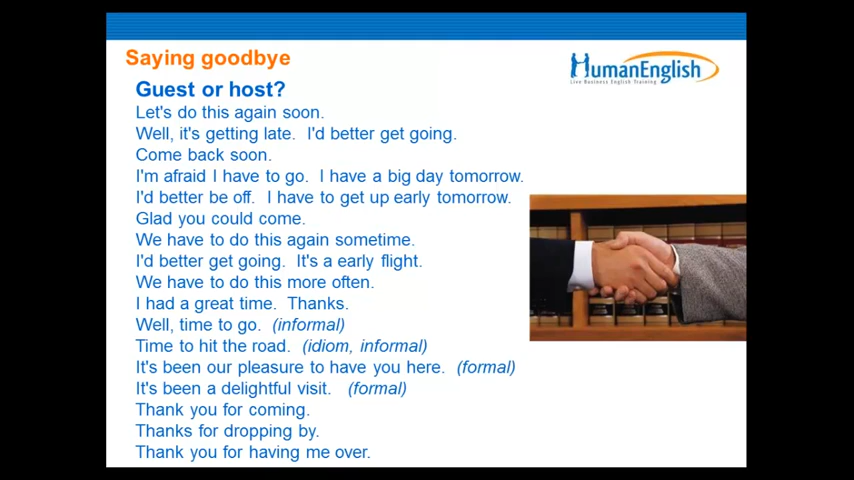 Saying goodbye
HumanEnglish
Live Business English Training
Guest or host?
Let's do this again soon.
Well, it's getting late. I'd better get going.
Come back soon.
I'm afraid I have to go. I have a big day tomorrow.
I'd better be off. I have to get up early tomorrow.
Glad you could come.
We have to do this again sometime.
I'd better get going. It's a early flight.
We have to do this more often.
I had a great time. Thanks.
Well, time to go. (informal)
Time to hit the road. (idiom, informal)
It's been our pleasure to have you here. (formal)
It's been a delightful visit. (formal)
Thank you for coming.
Thanks for dropping by.
Thank you for having me over.